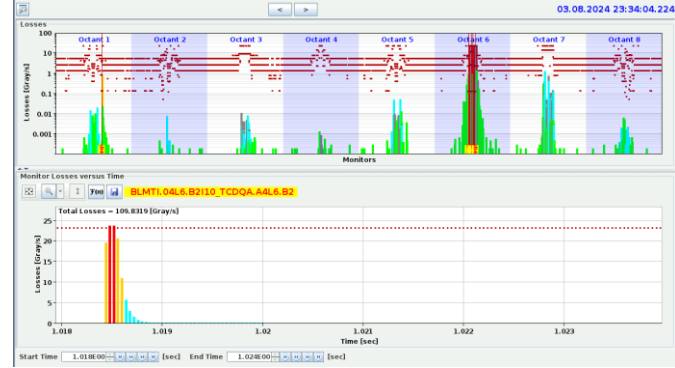 03.08.2024 23:34:04.224
Losses
Octant 1 Octant 2 Octant 3 Octant 4 Octant 5 Octant 6 Octant 7 Octant 8
100
10
1
0.1
0.01
0.001
Losses [Gray/s]
Monitors
Monitor Losses versus Time
You BLMTI.04L6.B2I10_TCDQA.A4L6.B2
Total Losses = 109.8319 [Gray/s]
25
20
15
10
5
0
Losses [Gray/s]
1.018 1.019 1.02 1.021 1.022 1.023
Time [sec]
Start Time 1.018E00 [sec] End Time 1.024E00 [sec]